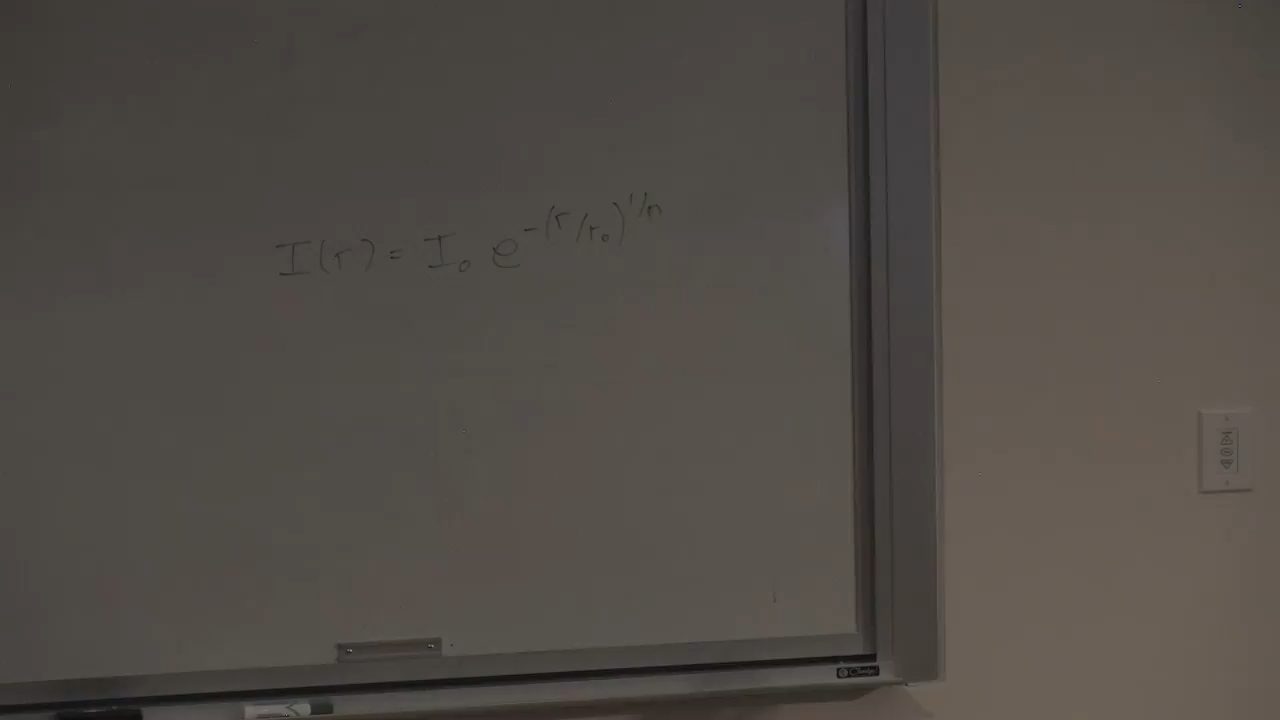 I(r) = I₀ e^{-(r/r₀)^{1/n}}